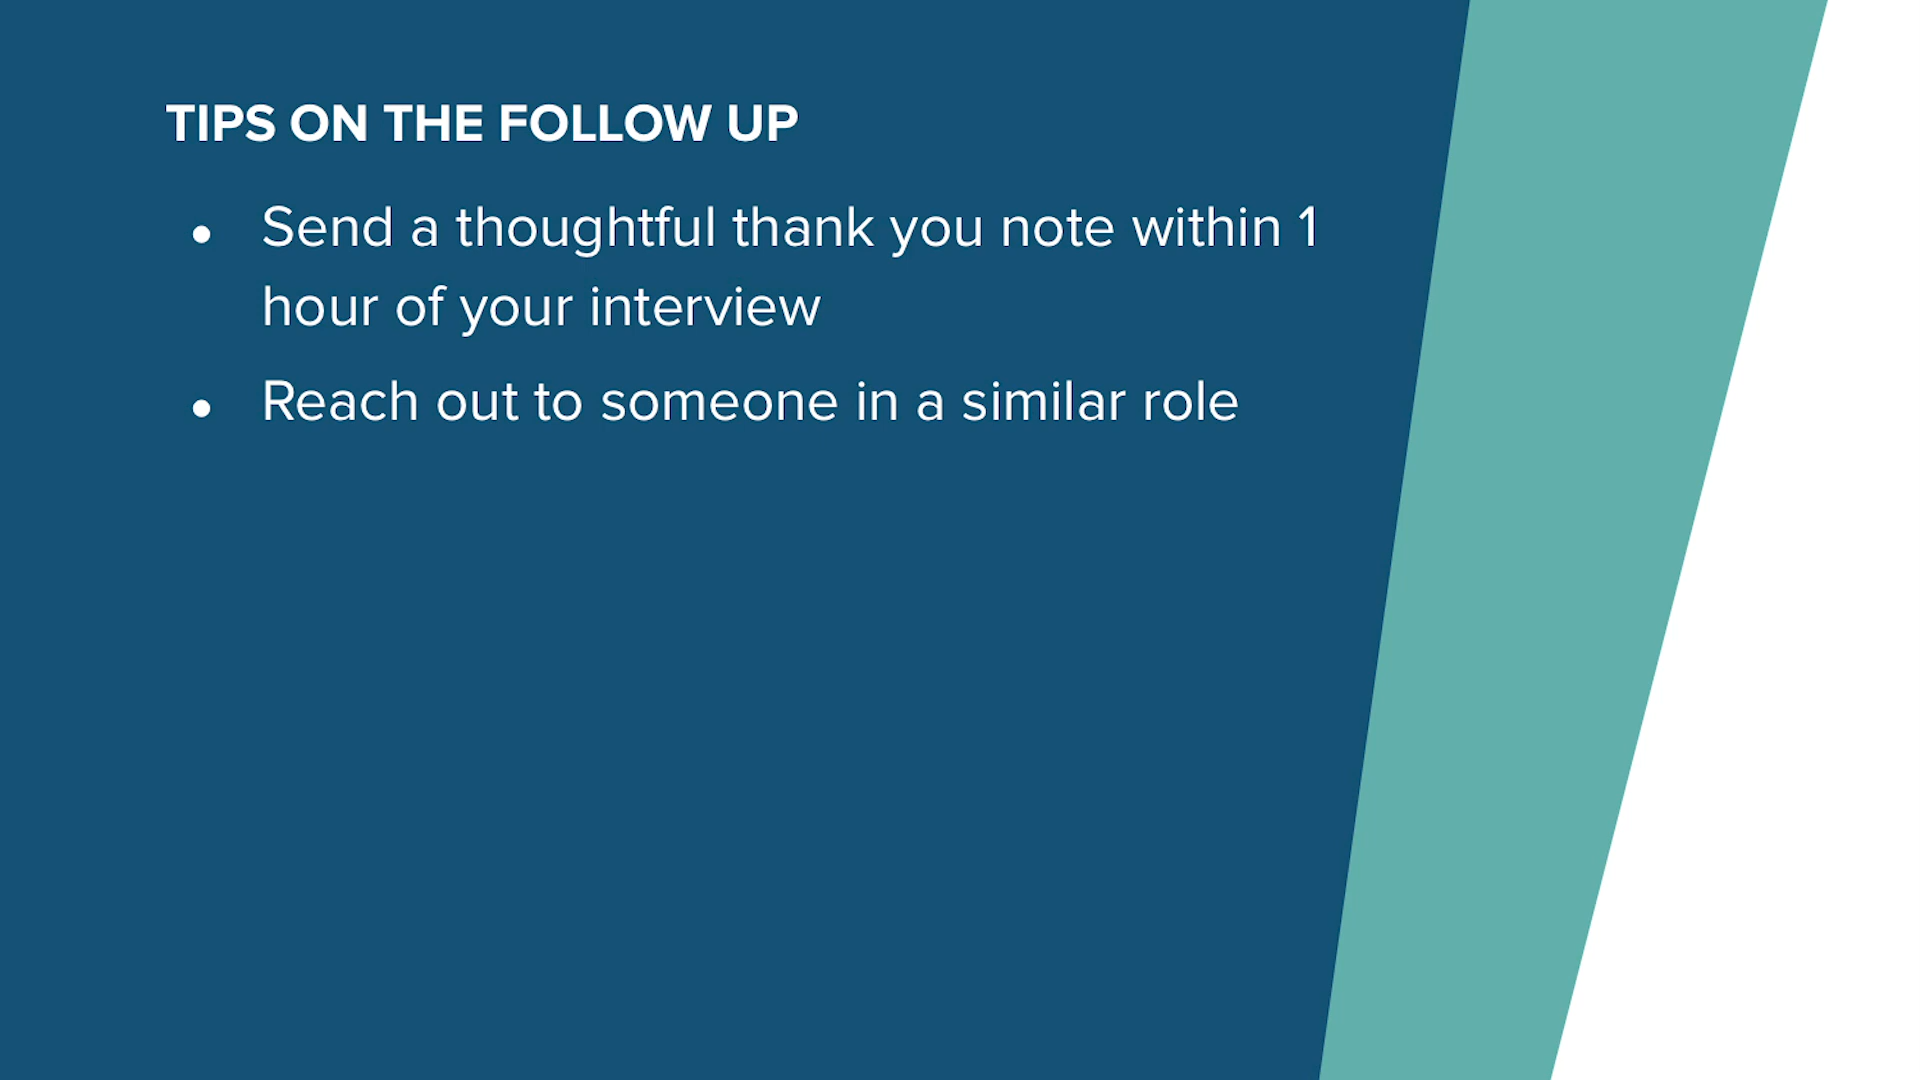 TIPS ON THE FOLLOW UP
• Send a thoughtful thank you note within 1
hour of your interview
• Reach out to someone in a similar role